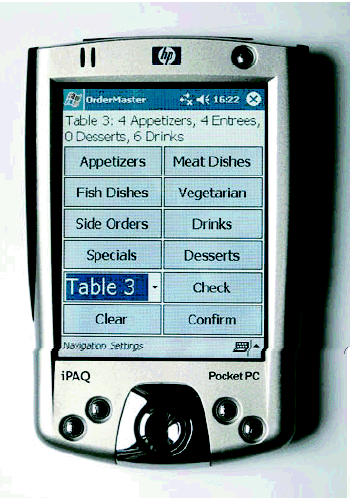 hp
OrderMaster 16:22
Table 3: 4 Appetizers, 4 Entrees,
0 Desserts, 6 Drinks
Appetizers Meat Dishes
Fish Dishes Vegetarian
Side Orders Drinks
Specials Desserts
Table 3 Check
Clear Confirm
Navigation Settings
iPAQ Pocket PC